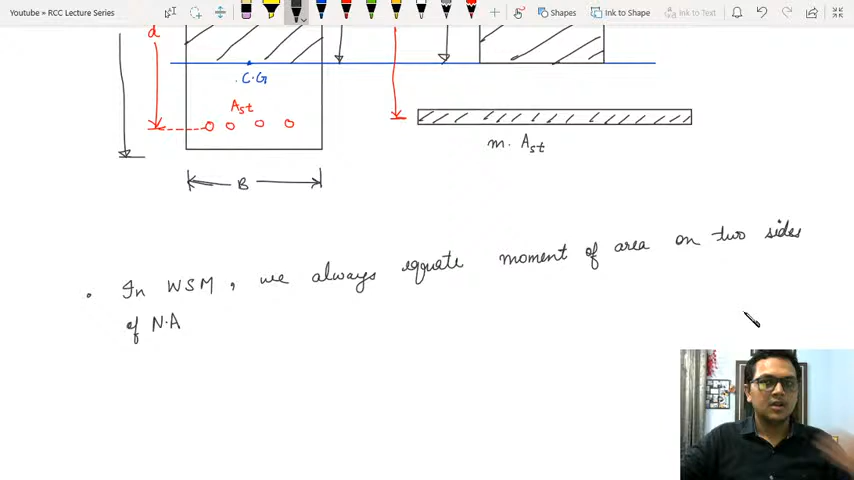 Youtube » RCC Lecture Series
Shapes
Ink to Shape
Ink to Text
d
.C.G
Ast
m. Ast
B
• In WSM, we always equate moment of area on two sides
of N.A